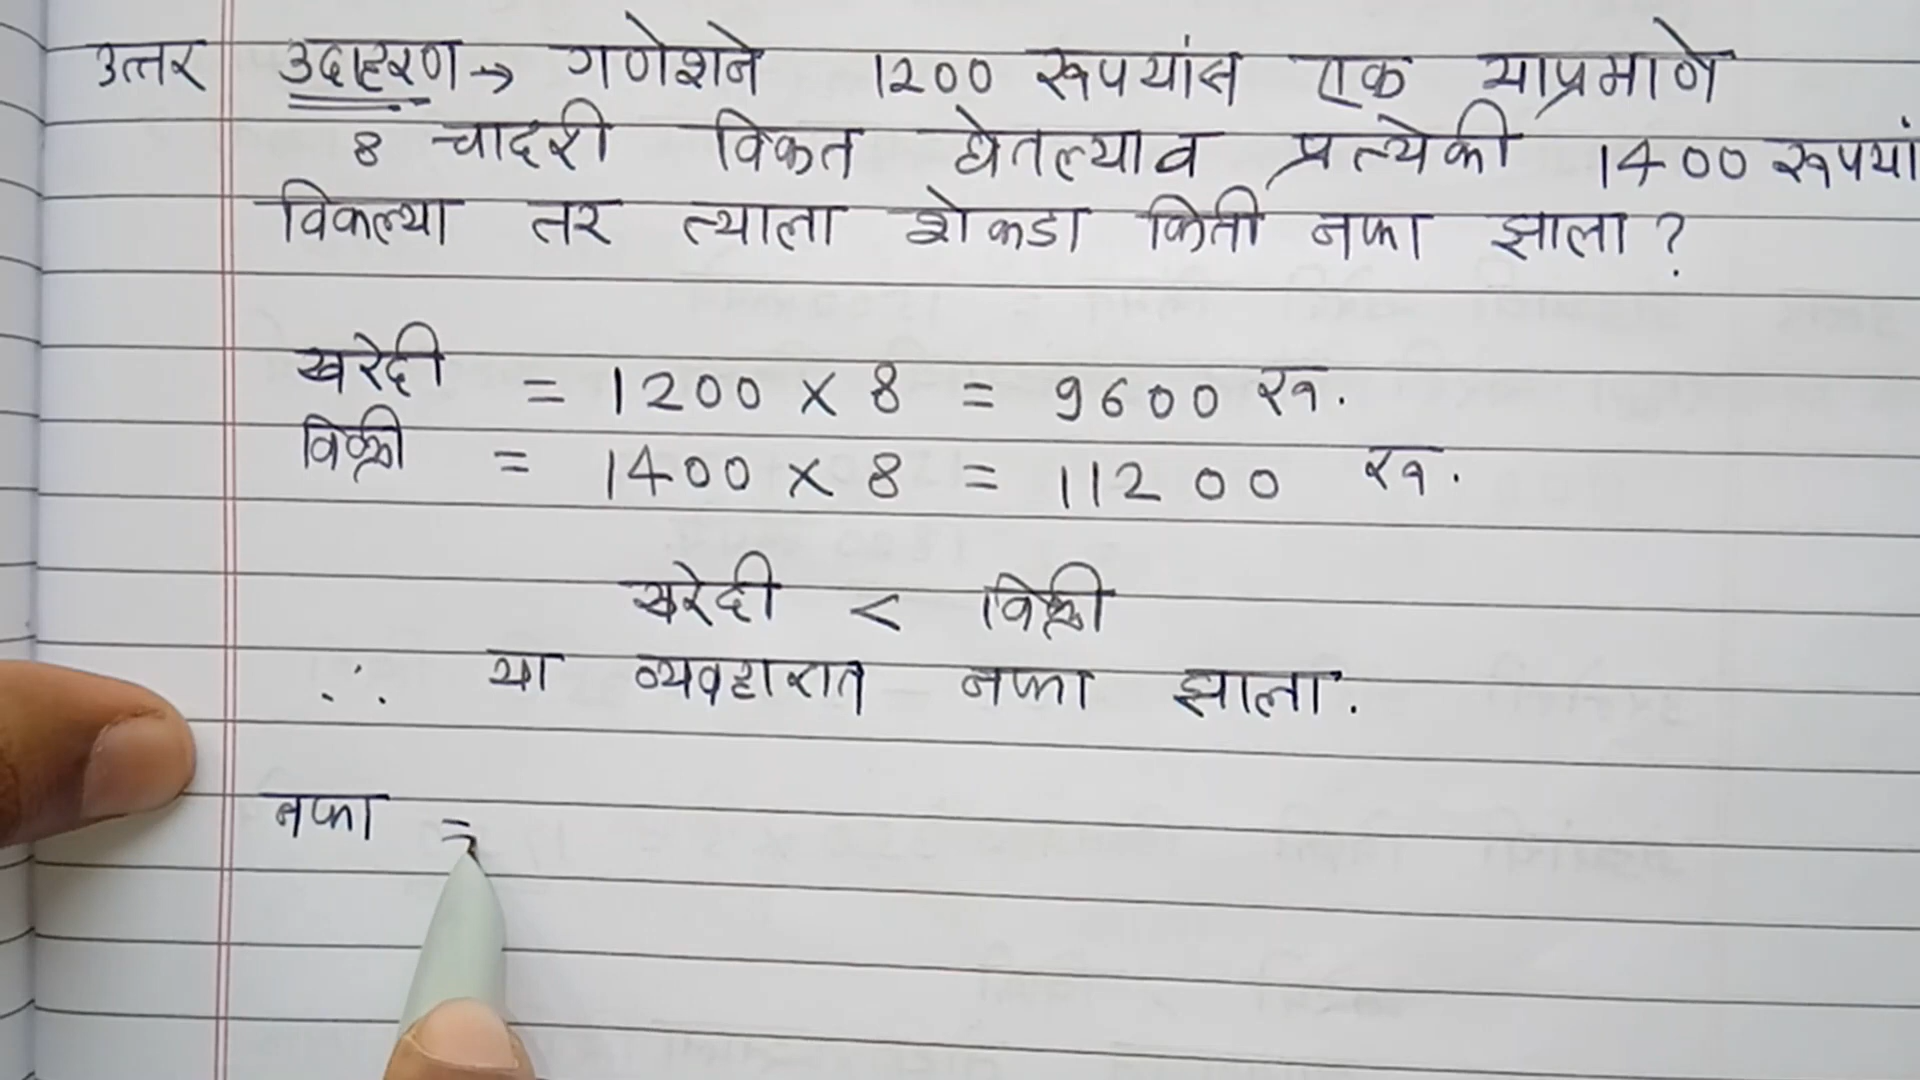 उत्तर उदाहरण → गणेशने 1200 रूपयांस एक याप्रमाणे
8 चादरी विकत घेतल्या व प्रत्येकी 1400 रूपयां
विकल्या तर त्याला शेकडा किती नफा झाला?
खरेदी = 1200 × 8 = 9600 रु.
विक्री = 1400 × 8 = 11200 रु.
खरेदी < विक्री
∴ या व्यवहारात नफा झाला.
नफा =